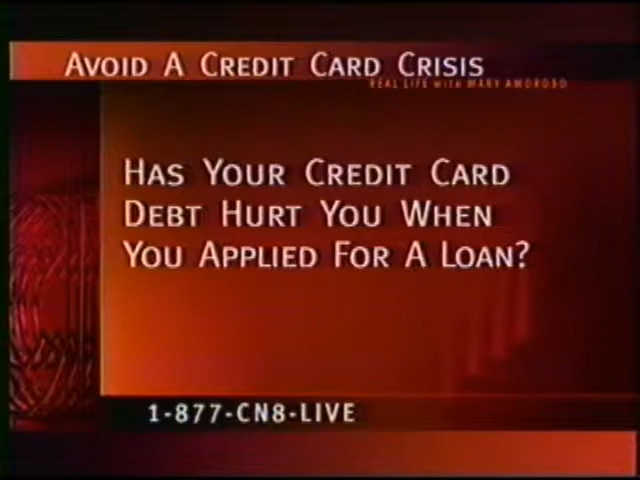 AVOID A CREDIT CARD CRISIS
REAL LIFE with MARY AMOROSO
HAS YOUR CREDIT CARD
DEBT HURT YOU WHEN
YOU APPLIED FOR A LOAN?
1-877-CN8-LIVE